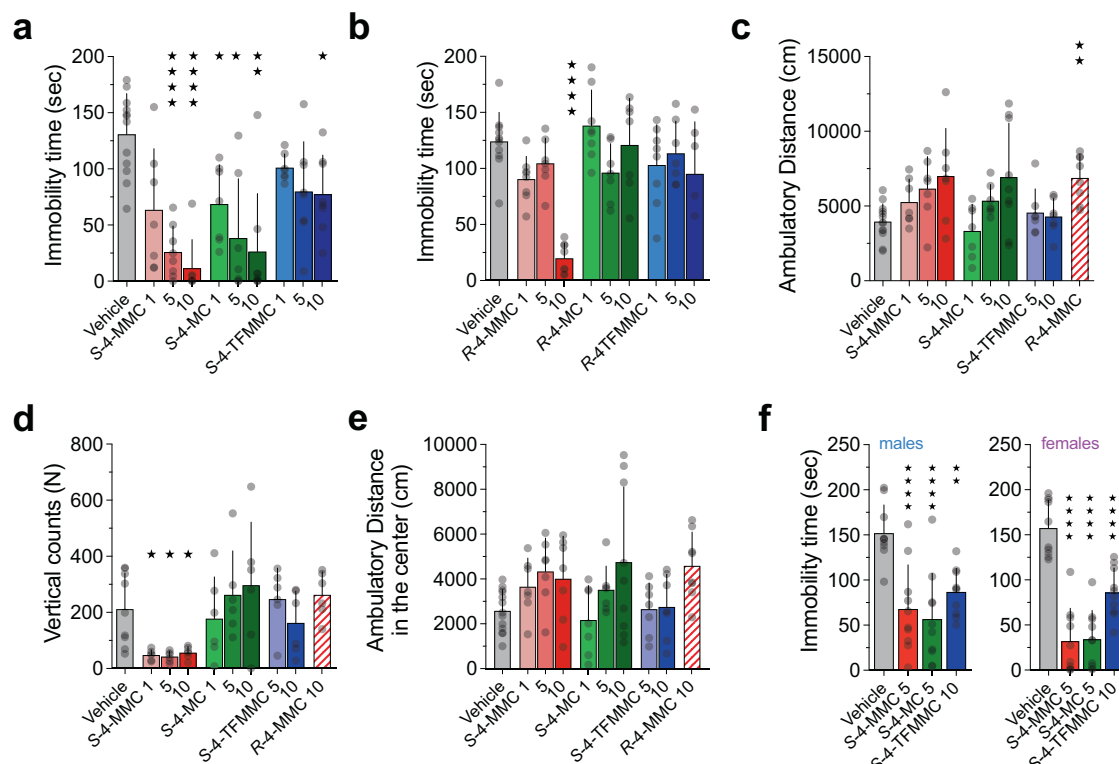 a
Immobility time (sec)
200
150
100
50
0
★ ★ ★ ★
★ ★ ★ ★
★
★
★ ★
★
Vehicle
S-4-MMC 1
5
10
S-4-MC 1
5
10
S-4-TFMMC 1
5
10
b
Immobility time (sec)
200
150
100
50
0
★ ★ ★ ★
Vehicle
R-4-MMC 1
5
10
R-4-MC 1
5
10
R-4TFMMC 1
5
10
c
Ambulatory Distance (cm)
15000
10000
5000
0
★ ★
Vehicle
S-4-MMC 1
5
10
S-4-MC 1
5
10
S-4-TFMMC 5
10
R-4-MMC
d
Vertical counts (N)
800
600
400
200
0
★
★
★
Vehicle
S-4-MMC 1
5
10
S-4-MC 1
5
10
S-4-TFMMC 5
10
R-4-MMC 10
e
Ambulatory Distance
in the center (cm)
10000
8000
6000
4000
2000
0
Vehicle
S-4-MMC 1
5
10
S-4-MC 1
5
10
S-4-TFMMC 5
10
R-4-MMC 10
f
Immoblity time (sec)
males
250
200
150
100
50
0
★ ★ ★ ★
★ ★ ★ ★
★ ★
Vehicle
S-4-MMC 5
S-4-MC 5
S-4-TFMMC 10
females
250
200
150
100
50
0
★ ★ ★ ★
★ ★ ★ ★
★ ★ ★ ★
Vehicle
S-4-MMC 5
S-4-MC 5
S-4-TFMMC 10